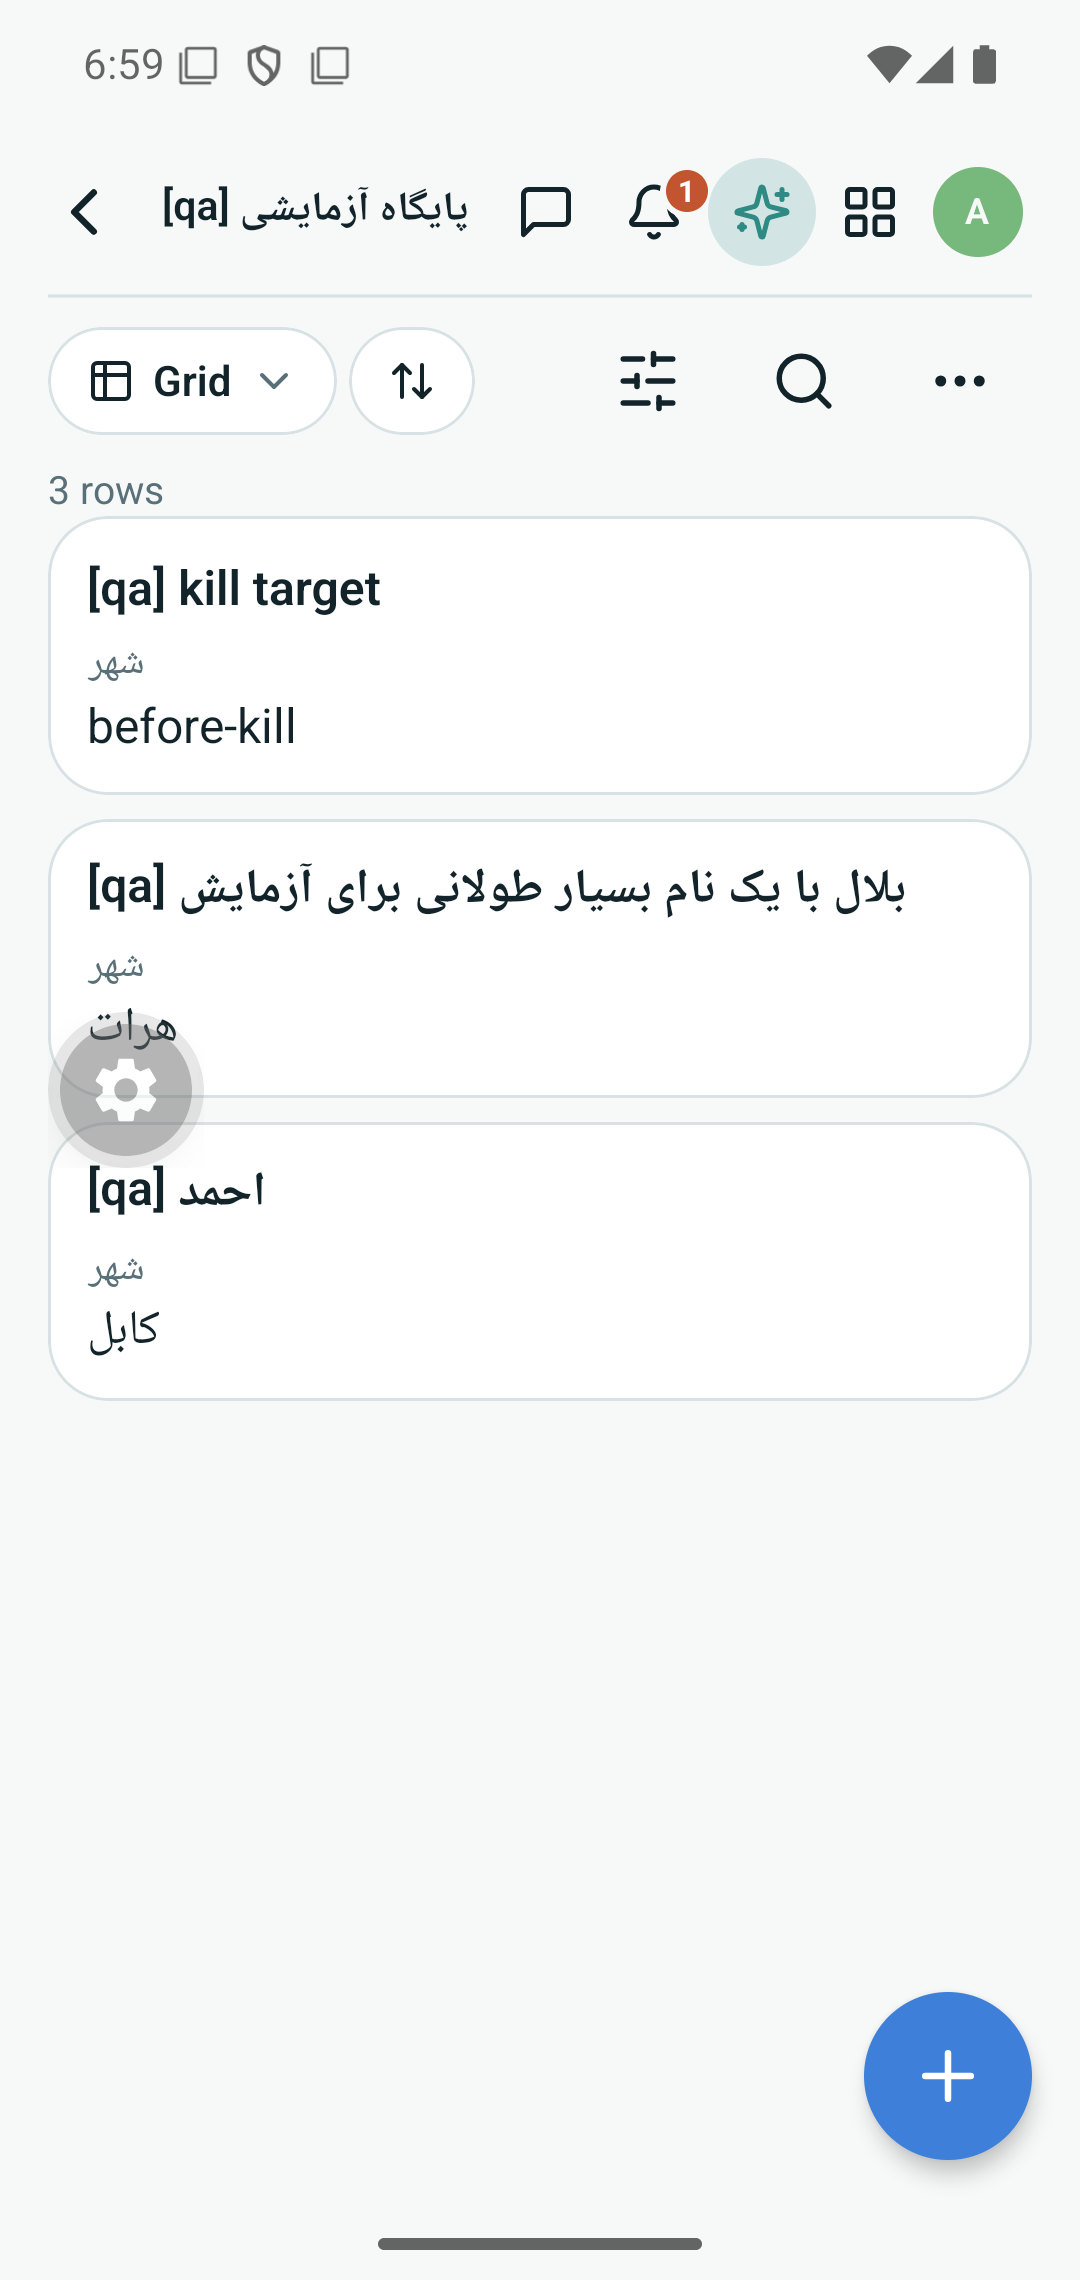 6:59
[qa] پایگاه آزمایشی
1
A
Grid
3 rows
[qa] kill target
شهر
before-kill
[qa] بلال با یک نام بسیار طولانی برای آزمایش
شهر
هرات
[qa] احمد
شهر
کابل